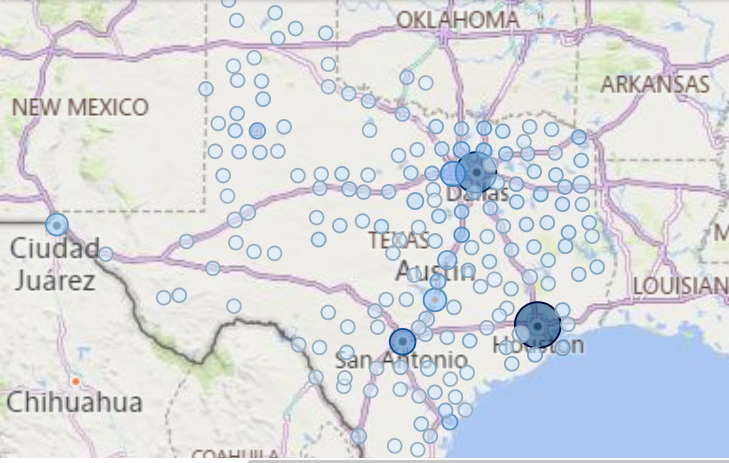 OKLAHOMA
ARKANSAS
NEW MEXICO
Dallas
TEXAS
Ciudad
Juárez
Austin
LOUISIAN
M
San Antonio
Houston
Chihuahua
COAHUILA